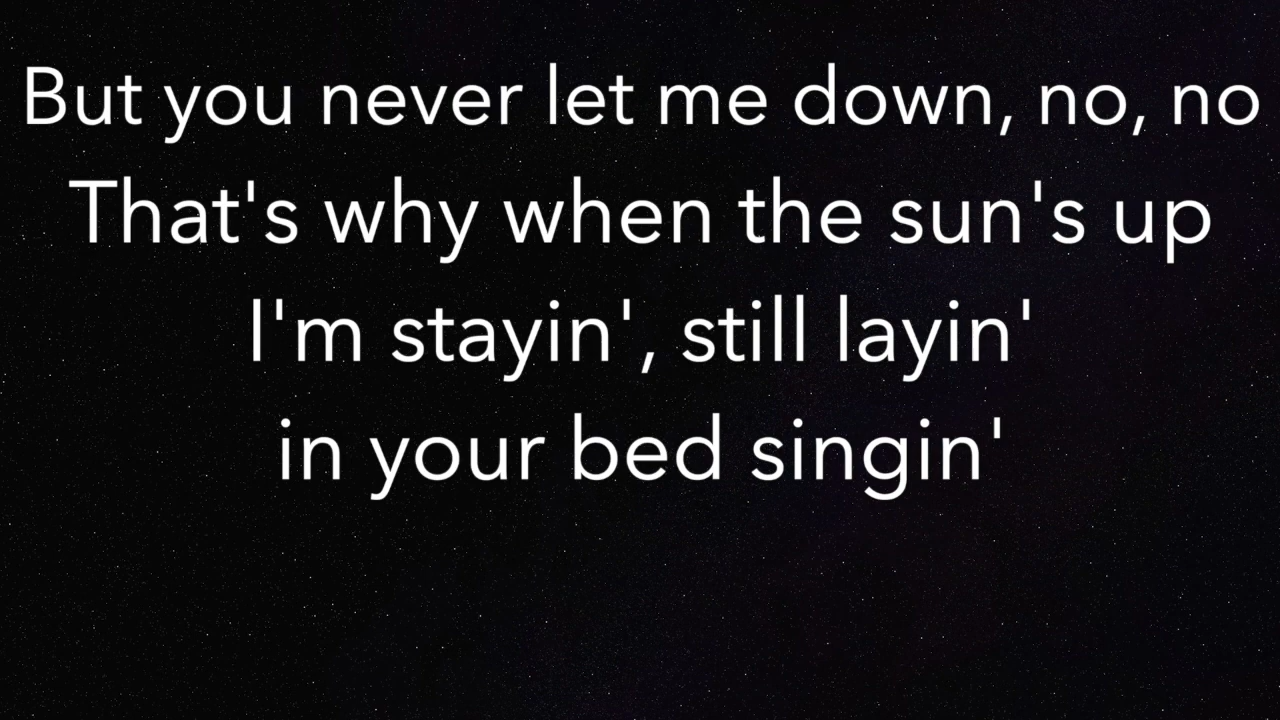 But you never let me down, no, no
That's why when the sun's up
I'm stayin', still layin'
in your bed singin'